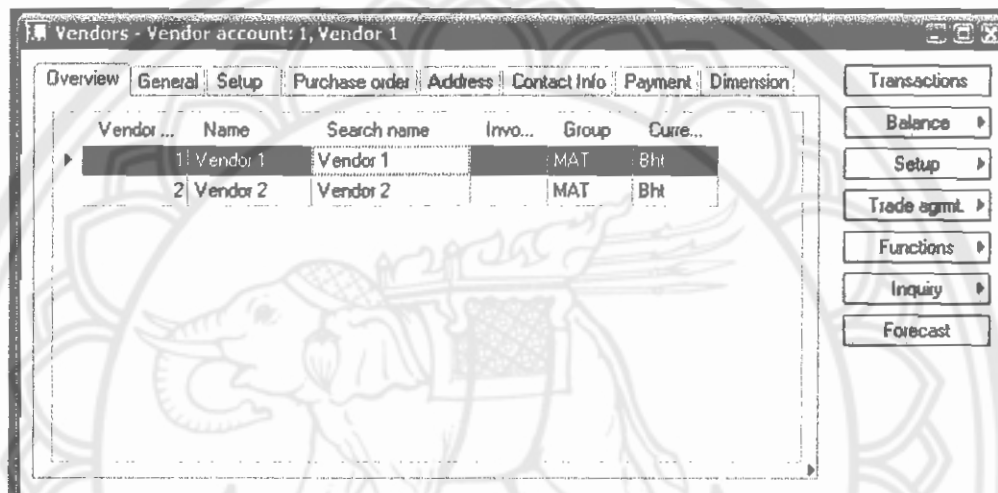 Vendors - Vendor account: 1, Vendor 1
Overview General Setup Purchase order Address Contact Info Payment Dimension
Vendor ... Name Search name Invo... Group Curre...
1 Vendor 1 Vendor 1 MAT Bht
2 Vendor 2 Vendor 2 MAT Bht
Transactions
Balance
Setup
Trade agrmt.
Functions
Inquiry
Forecast